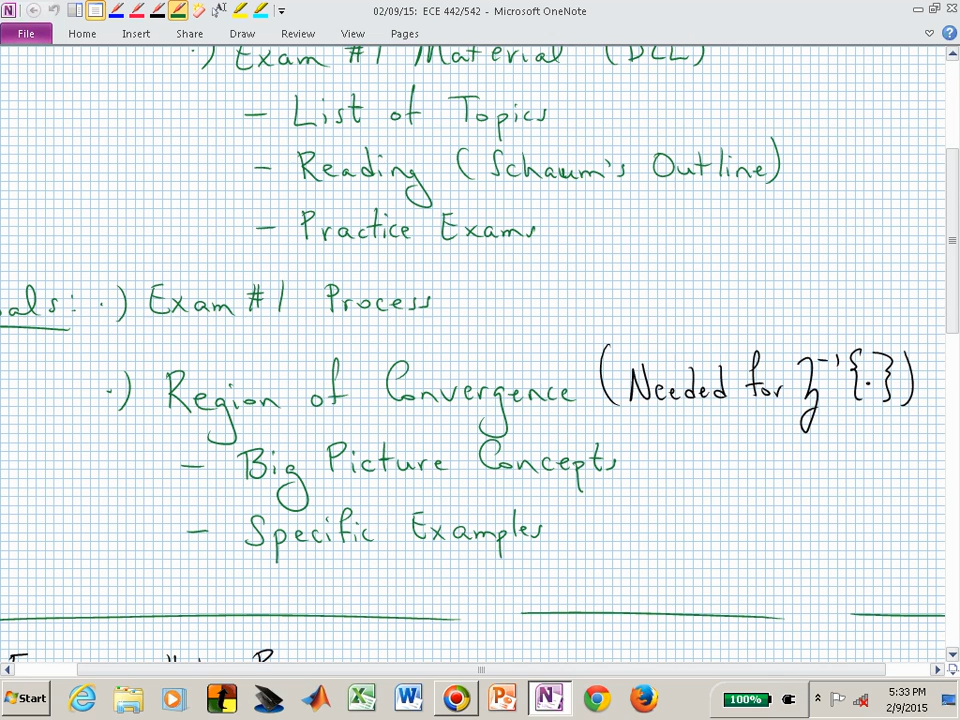 02/09/15: ECE 442/542 - Microsoft OneNote
File Home Insert Share Draw Review View Pages
·) Exam #1 Material (DCL)
- List of Topics
- Reading (Schaum's Outline)
- Practice Exams
als: ·) Exam #1 Process
·) Region of Convergence (Needed for z⁻¹{·})
- Big Picture Concepts
- Specific Examples
Start
100%
5:33 PM
2/9/2015